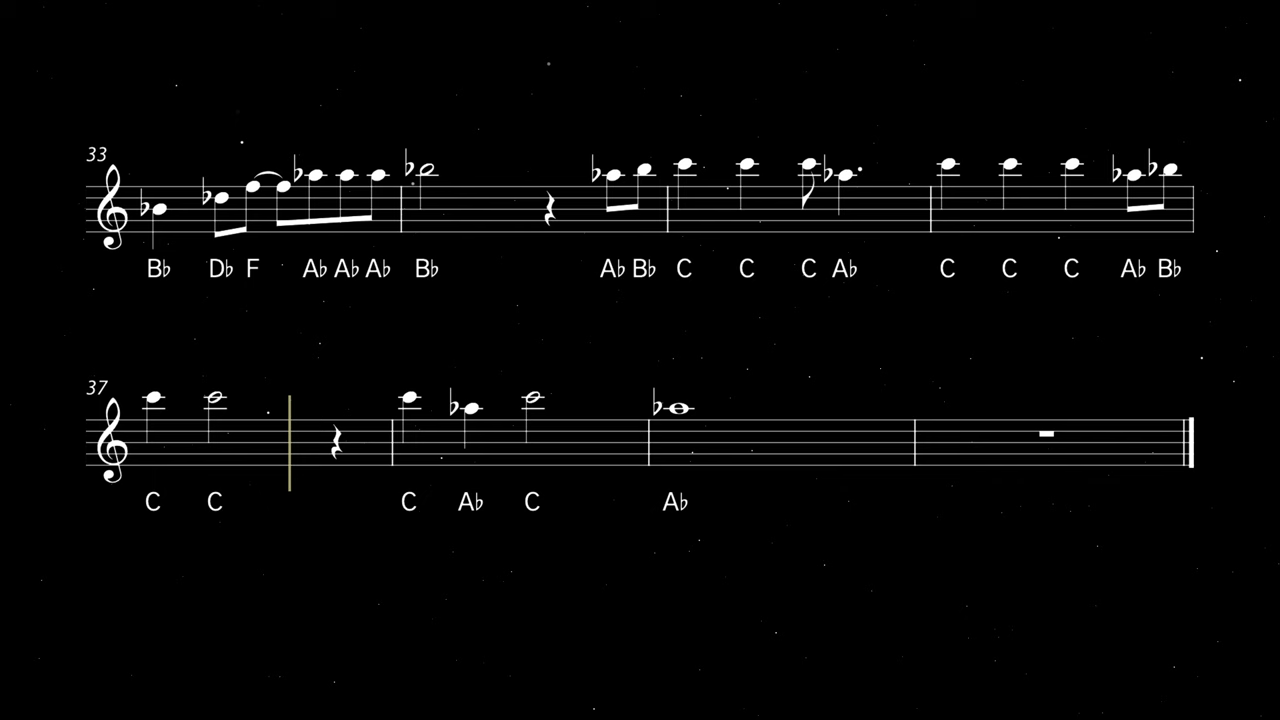 33
B♭ D♭ F A♭ A♭ A♭ B♭ A♭ B♭ C C C A♭ C C C A♭ B♭
37
C C C A♭ C A♭